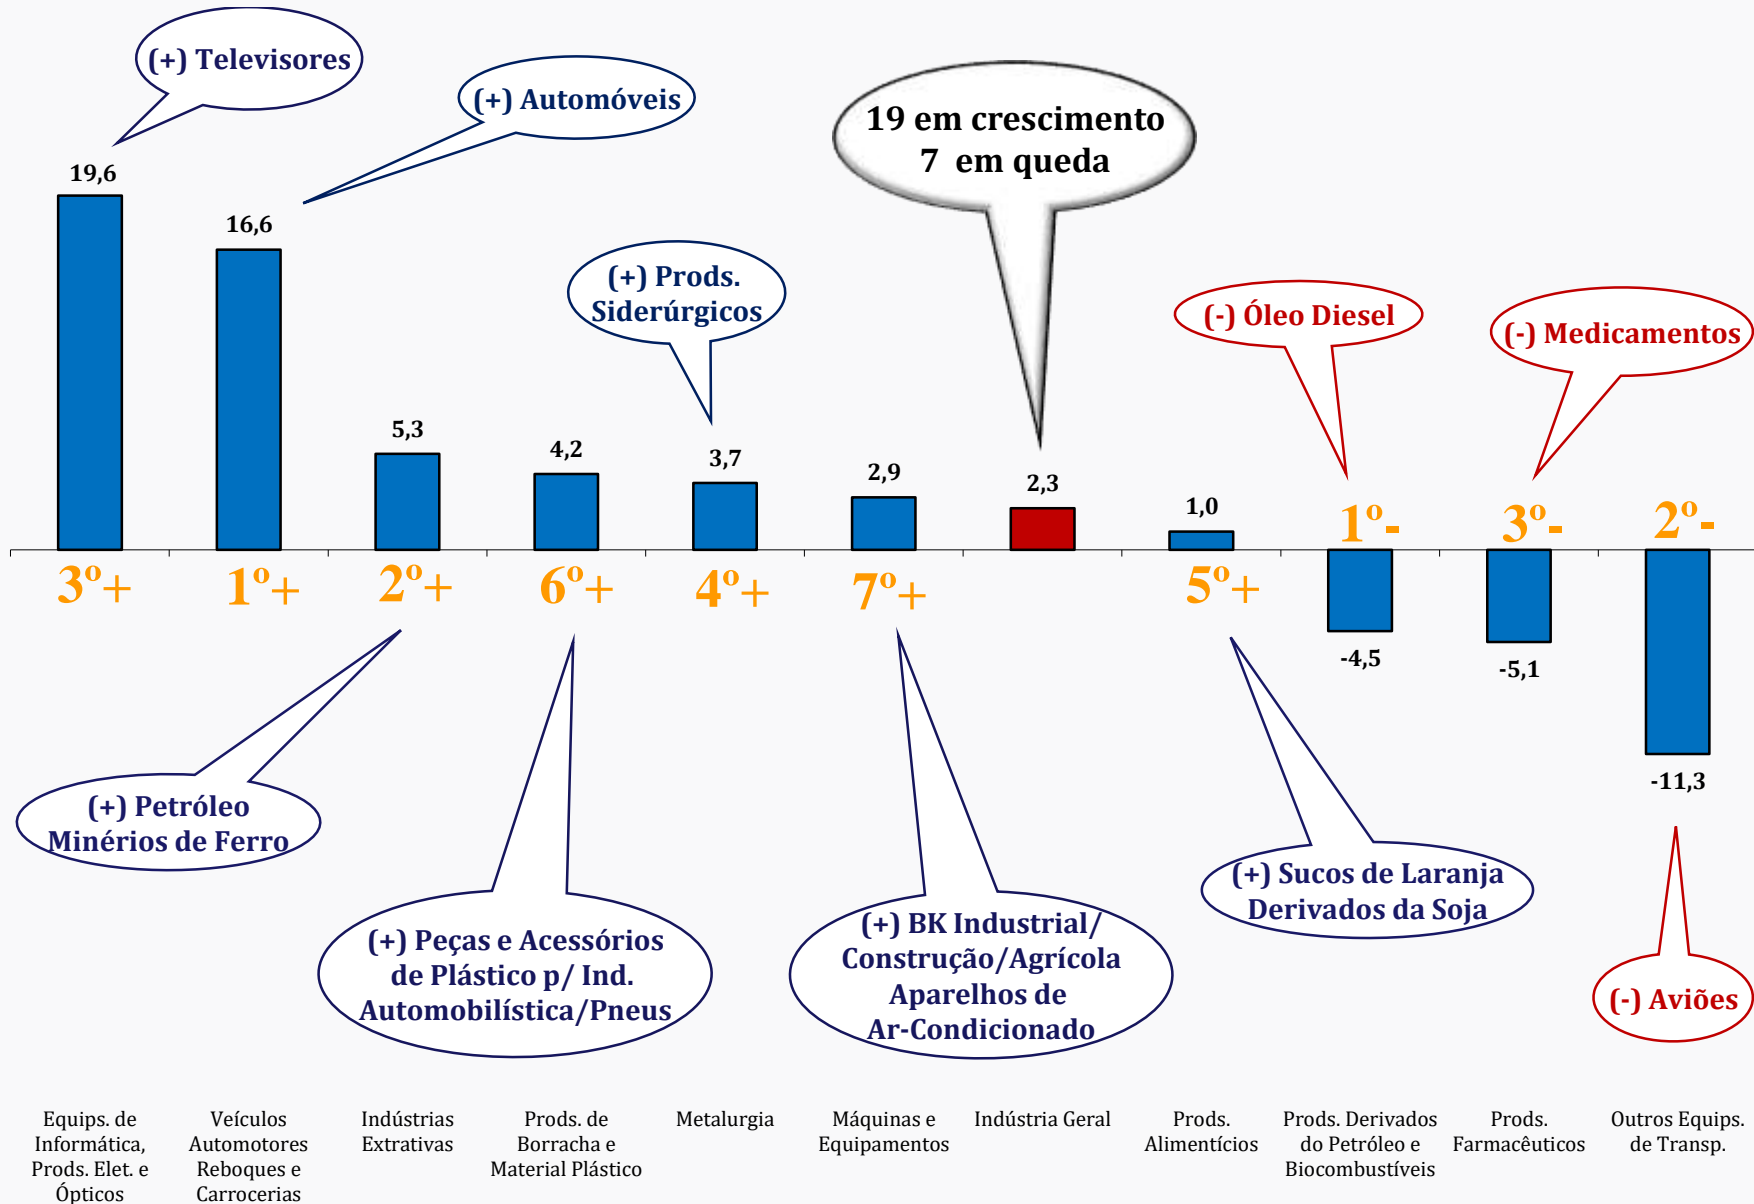 (+) Televisores
(+) Automóveis
19 em crescimento
7 em queda
19,6
16,6
(+) Prods.
Siderúrgicos
(-) Óleo Diesel
(-) Medicamentos
5,3
4,2
3,7
2,9
2,3
1,0
1º-
3º-
2º-
3º+
1º+
2º+
6º+
4º+
7º+
5º+
-4,5
-5,1
-11,3
(+) Petróleo
Minérios de Ferro
(+) Peças e Acessórios
de Plástico p/ Ind.
Automobilística/Pneus
(+) BK Industrial/
Construção/Agrícola
Aparelhos de
Ar-Condicionado
(+) Sucos de Laranja
Derivados da Soja
(-) Aviões
Equips. de
Informática,
Prods. Elet. e
Ópticos
Veículos
Automotores
Reboques e
Carrocerias
Indústrias
Extrativas
Prods. de
Borracha e
Material Plástico
Metalurgia
Máquinas e
Equipamentos
Indústria Geral
Prods.
Alimentícios
Prods. Derivados
do Petróleo e
Biocombustíveis
Prods.
Farmacêuticos
Outros Equips.
de Transp.